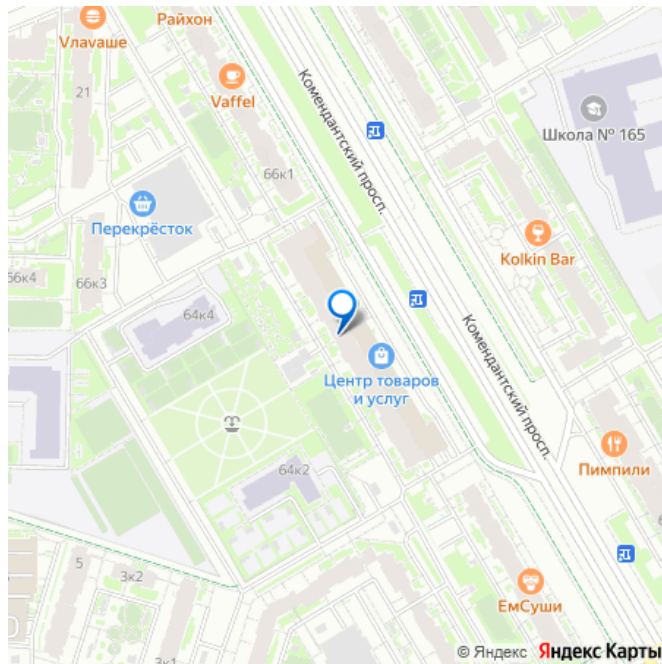 Улаваше
Райхон
21
Vaffel
Комендантский просп.
Школа № 165
66к1
Перекрёсток
Kolkin Bar
66к4
66к3
64к4
Комендантский просп.
Центр товаров
и услуг
Пимпили
64к2
5
3к2
ЕмСуши
3к1
© Яндекс Яндекс Карты